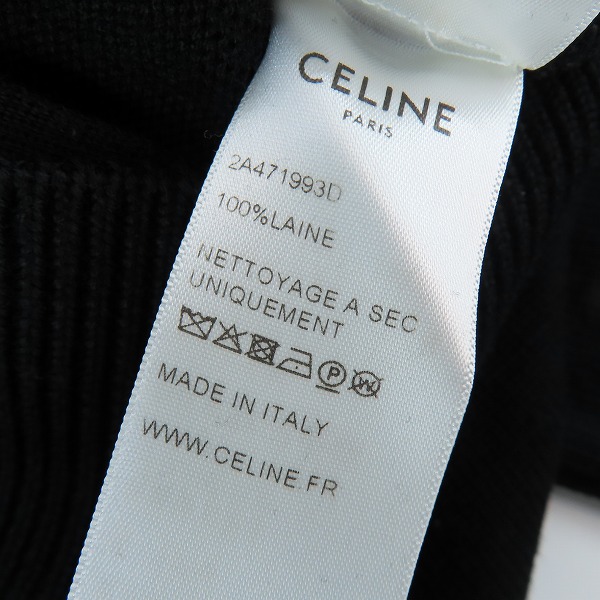 CELINE
PARIS
2A471993D
100%LAINE
NETTOYAGE A SEC
UNIQUEMENT
P W
MADE IN ITALY
WWW.CELINE.FR